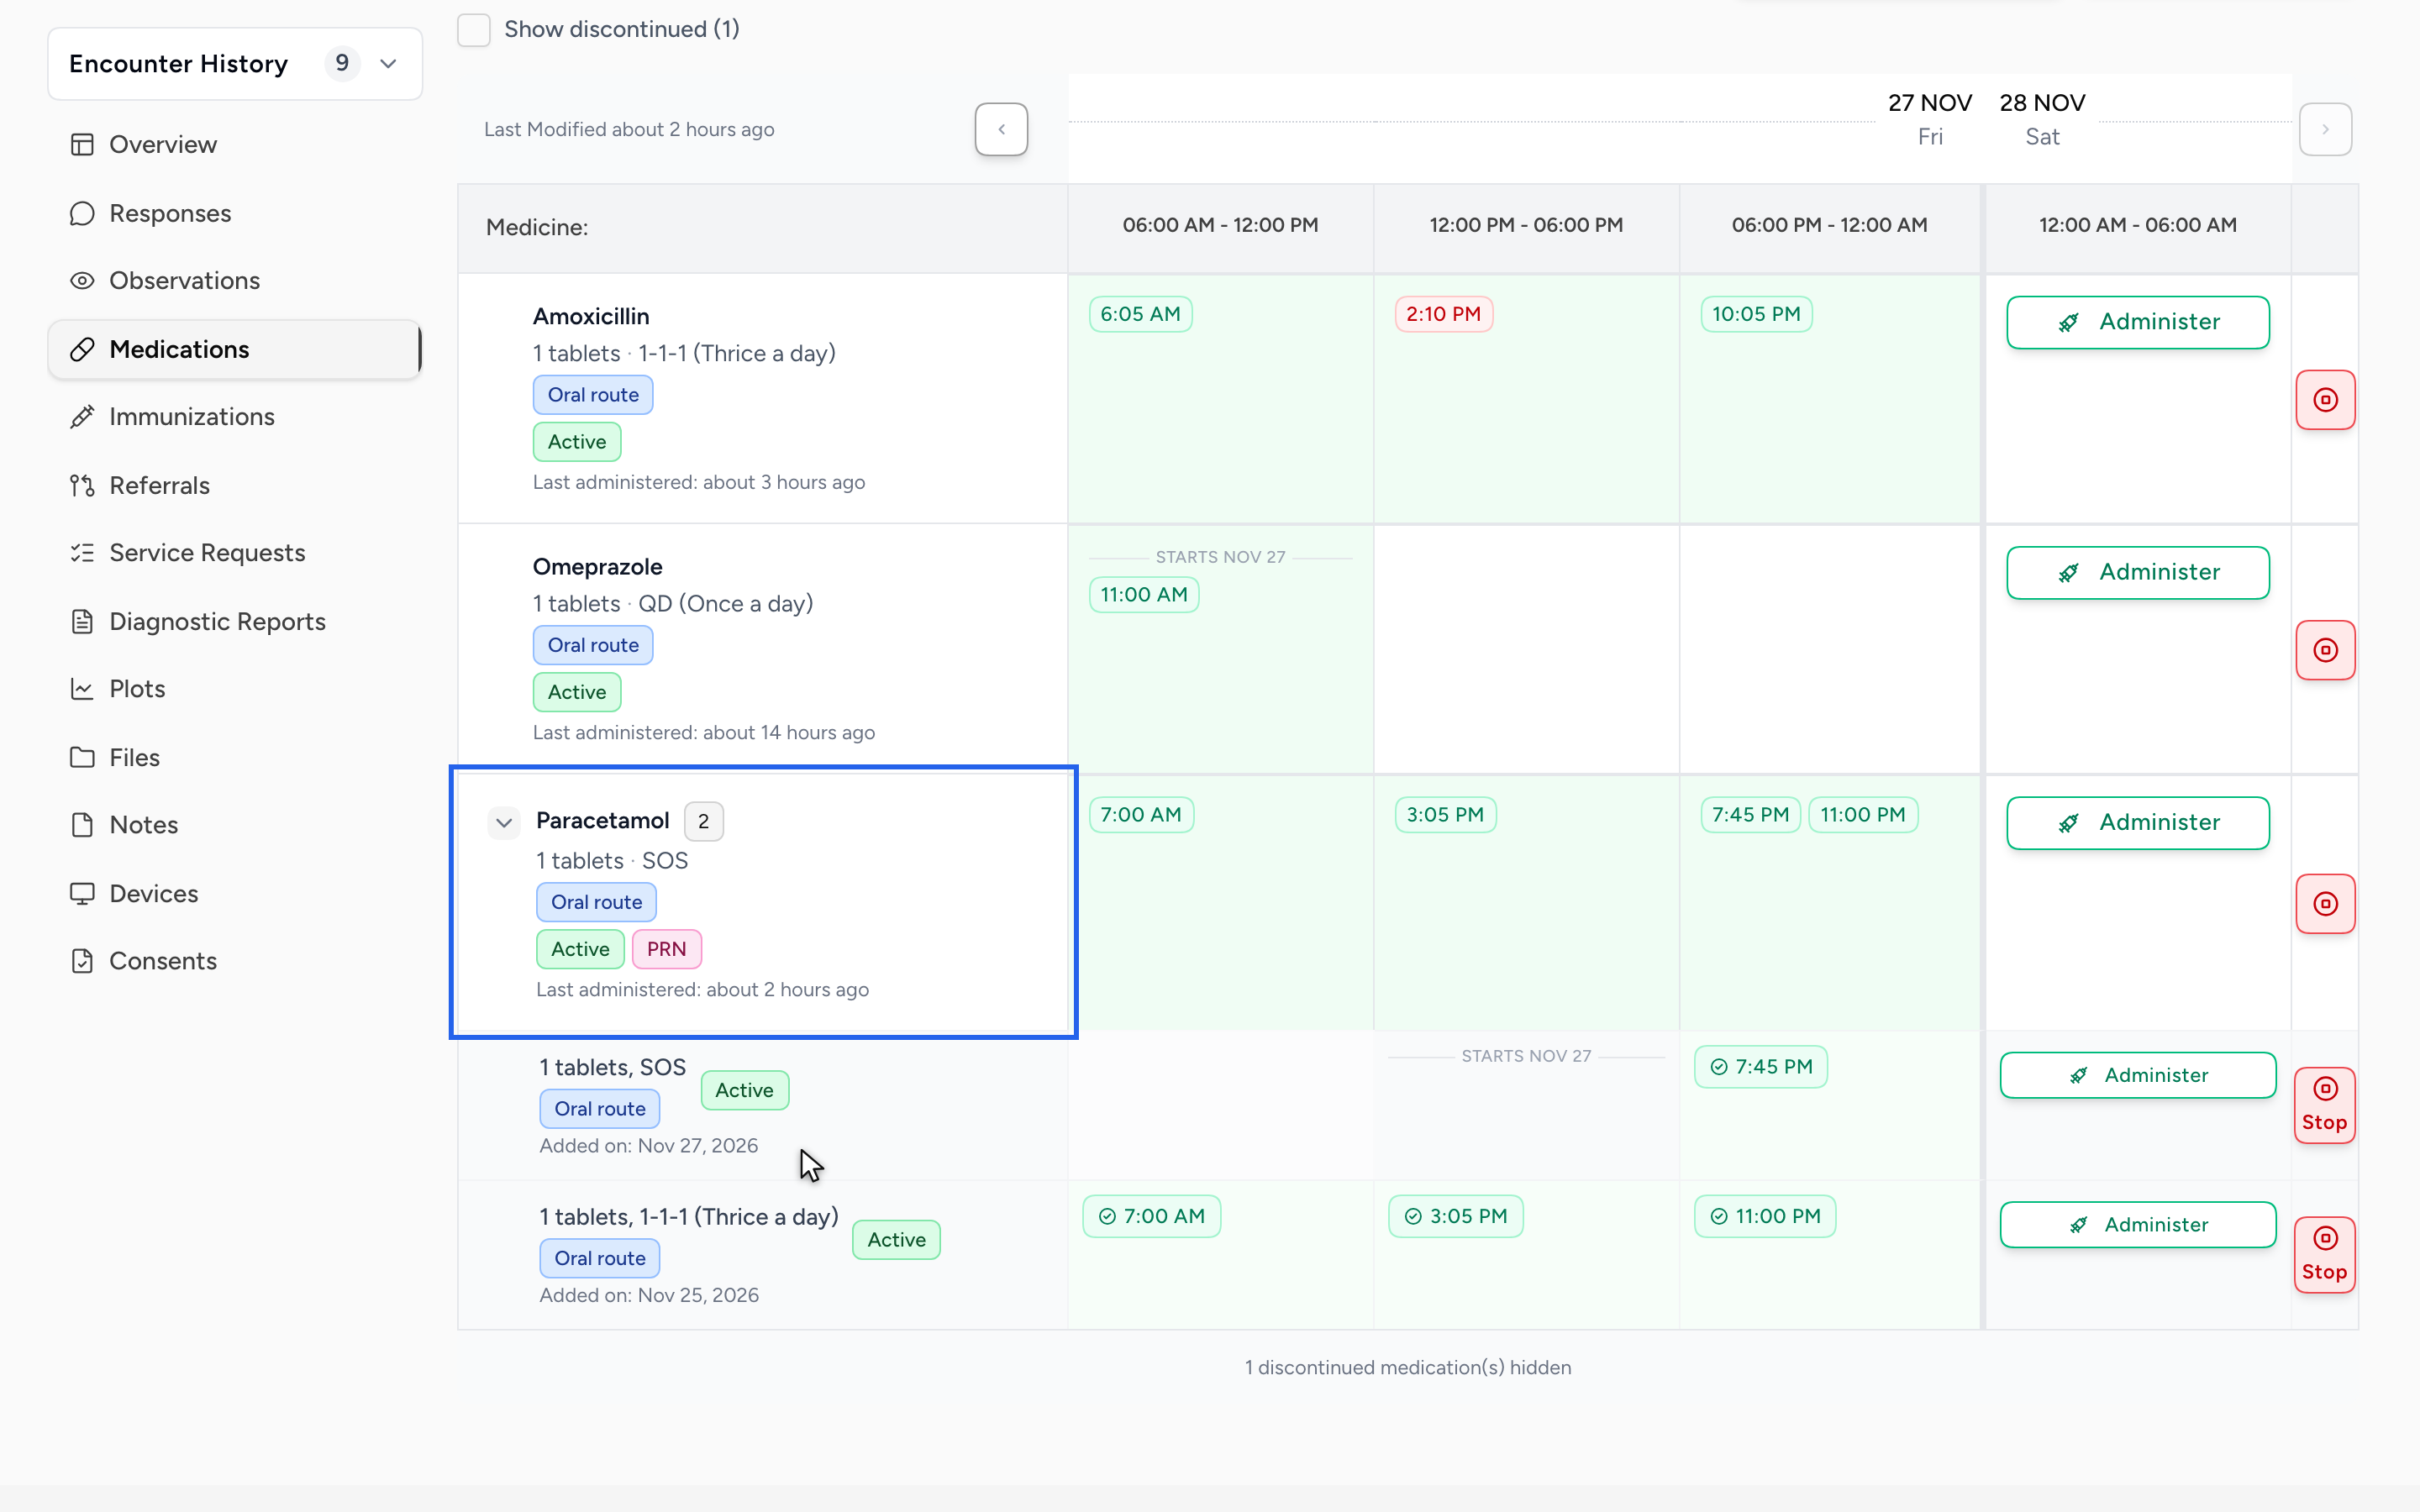 Encounter History 9
Overview
Responses
Observations
Medications
Immunizations
Referrals
Service Requests
Diagnostic Reports
Plots
Files
Notes
Devices
Consents
Show discontinued (1)
Last Modified about 2 hours ago
27 NOV 28 NOV
Fri Sat
Medicine: 06:00 AM - 12:00 PM 12:00 PM - 06:00 PM 06:00 PM - 12:00 AM 12:00 AM - 06:00 AM
Amoxicillin
1 tablets · 1-1-1 (Thrice a day)
Oral route
Active
Last administered: about 3 hours ago
6:05 AM 2:10 PM 10:05 PM Administer
Omeprazole
1 tablets · QD (Once a day)
Oral route
Active
Last administered: about 14 hours ago
STARTS NOV 27
11:00 AM
Administer
Paracetamol 2
1 tablets · SOS
Oral route
Active PRN
Last administered: about 2 hours ago
7:00 AM 3:05 PM 7:45 PM 11:00 PM Administer
1 tablets, SOS
Oral route
Active
Added on: Nov 27, 2026
STARTS NOV 27
7:45 PM
Administer
Stop
1 tablets, 1-1-1 (Thrice a day)
Oral route
Active
Added on: Nov 25, 2026
7:00 AM 3:05 PM 11:00 PM Administer
Stop
1 discontinued medication(s) hidden